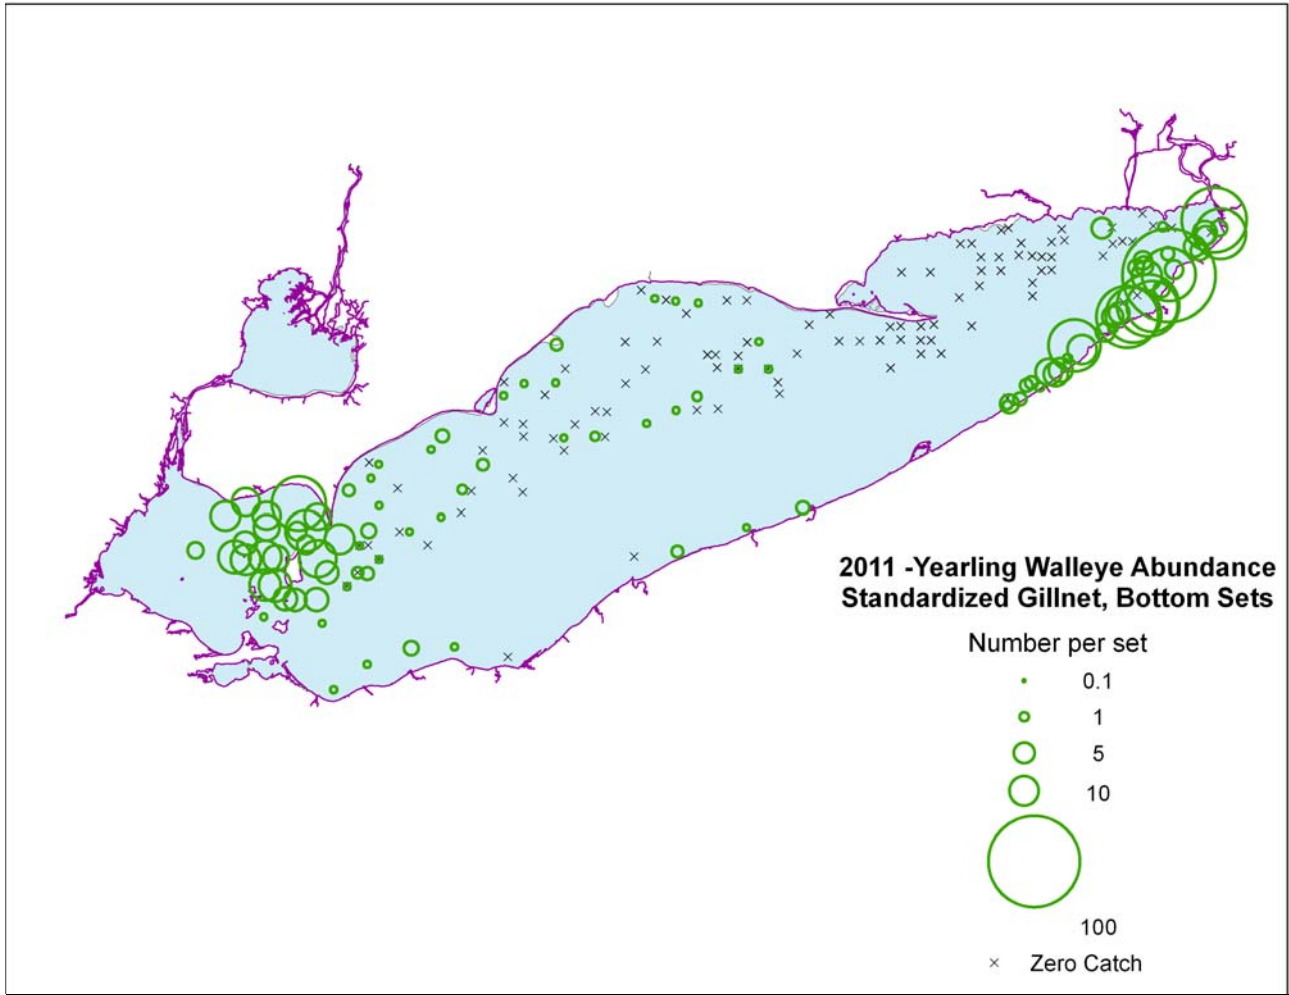 2011 -Yearling Walleye Abundance
Standardized Gillnet, Bottom Sets
Number per set
0.1
1
5
10
100
Zero Catch